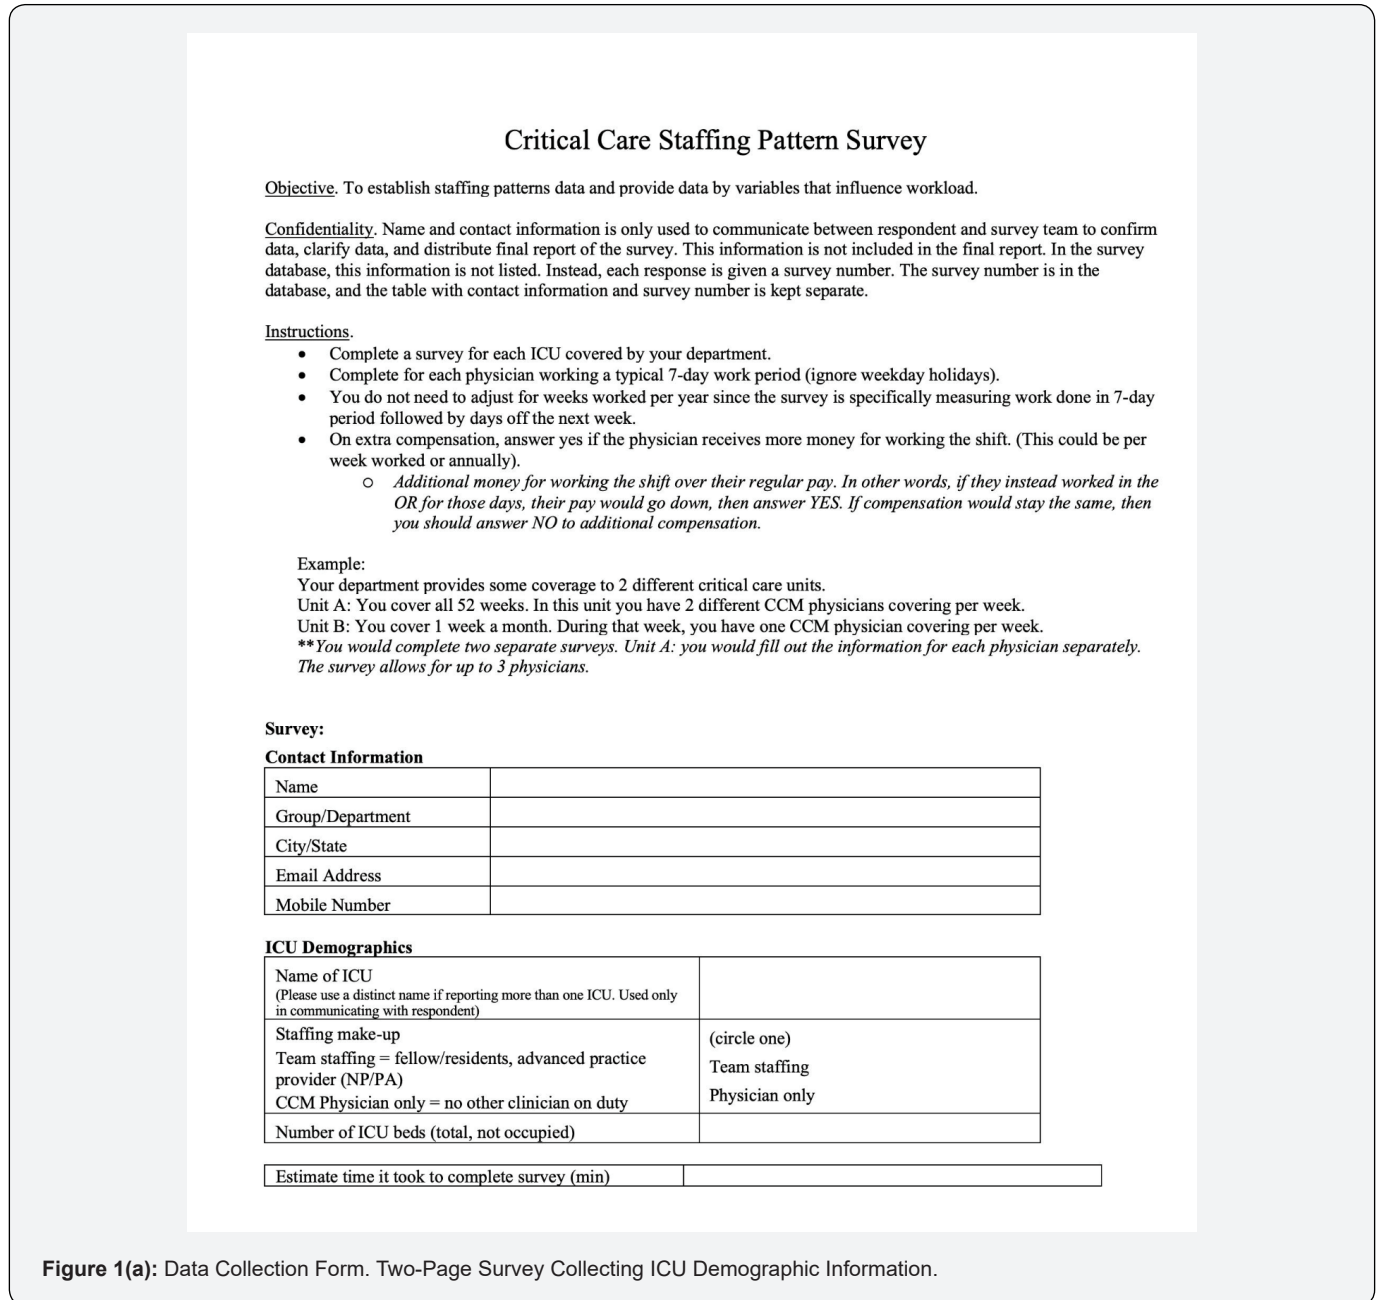 Critical Care Staffing Pattern Survey
Objective. To establish staffing patterns data and provide data by variables that influence workload.
Confidentiality. Name and contact information is only used to communicate between respondent and survey team to confirm
data, clarify data, and distribute final report of the survey. This information is not included in the final report. In the survey
database, this information is not listed. Instead, each response is given a survey number. The survey number is in the
database, and the table with contact information and survey number is kept separate.
Instructions.
• Complete a survey for each ICU covered by your department.
• Complete for each physician working a typical 7-day work period (ignore weekday holidays).
• You do not need to adjust for weeks worked per year since the survey is specifically measuring work done in 7-day
period followed by days off the next week.
• On extra compensation, answer yes if the physician receives more money for working the shift. (This could be per
week worked or annually).
o Additional money for working the shift over their regular pay. In other words, if they instead worked in the
OR for those days, their pay would go down, then answer YES. If compensation would stay the same, then
you should answer NO to additional compensation.
Example:
Your department provides some coverage to 2 different critical care units.
Unit A: You cover all 52 weeks. In this unit you have 2 different CCM physicians covering per week.
Unit B: You cover 1 week a month. During that week, you have one CCM physician covering per week.
**You would complete two separate surveys. Unit A: you would fill out the information for each physician separately.
The survey allows for up to 3 physicians.
Survey:
Contact Information
Name
Group/Department
City/State
Email Address
Mobile Number
ICU Demographics
Name of ICU
(Please use a distinct name if reporting more than one ICU. Used only
in communicating with respondent)
Staffing make-up
Team staffing = fellow/residents, advanced practice
provider (NP/PA)
CCM Physician only = no other clinician on duty
(circle one)
Team staffing
Physician only
Number of ICU beds (total, not occupied)
Estimate time it took to complete survey (min)
Figure 1(a): Data Collection Form. Two-Page Survey Collecting ICU Demographic Information.